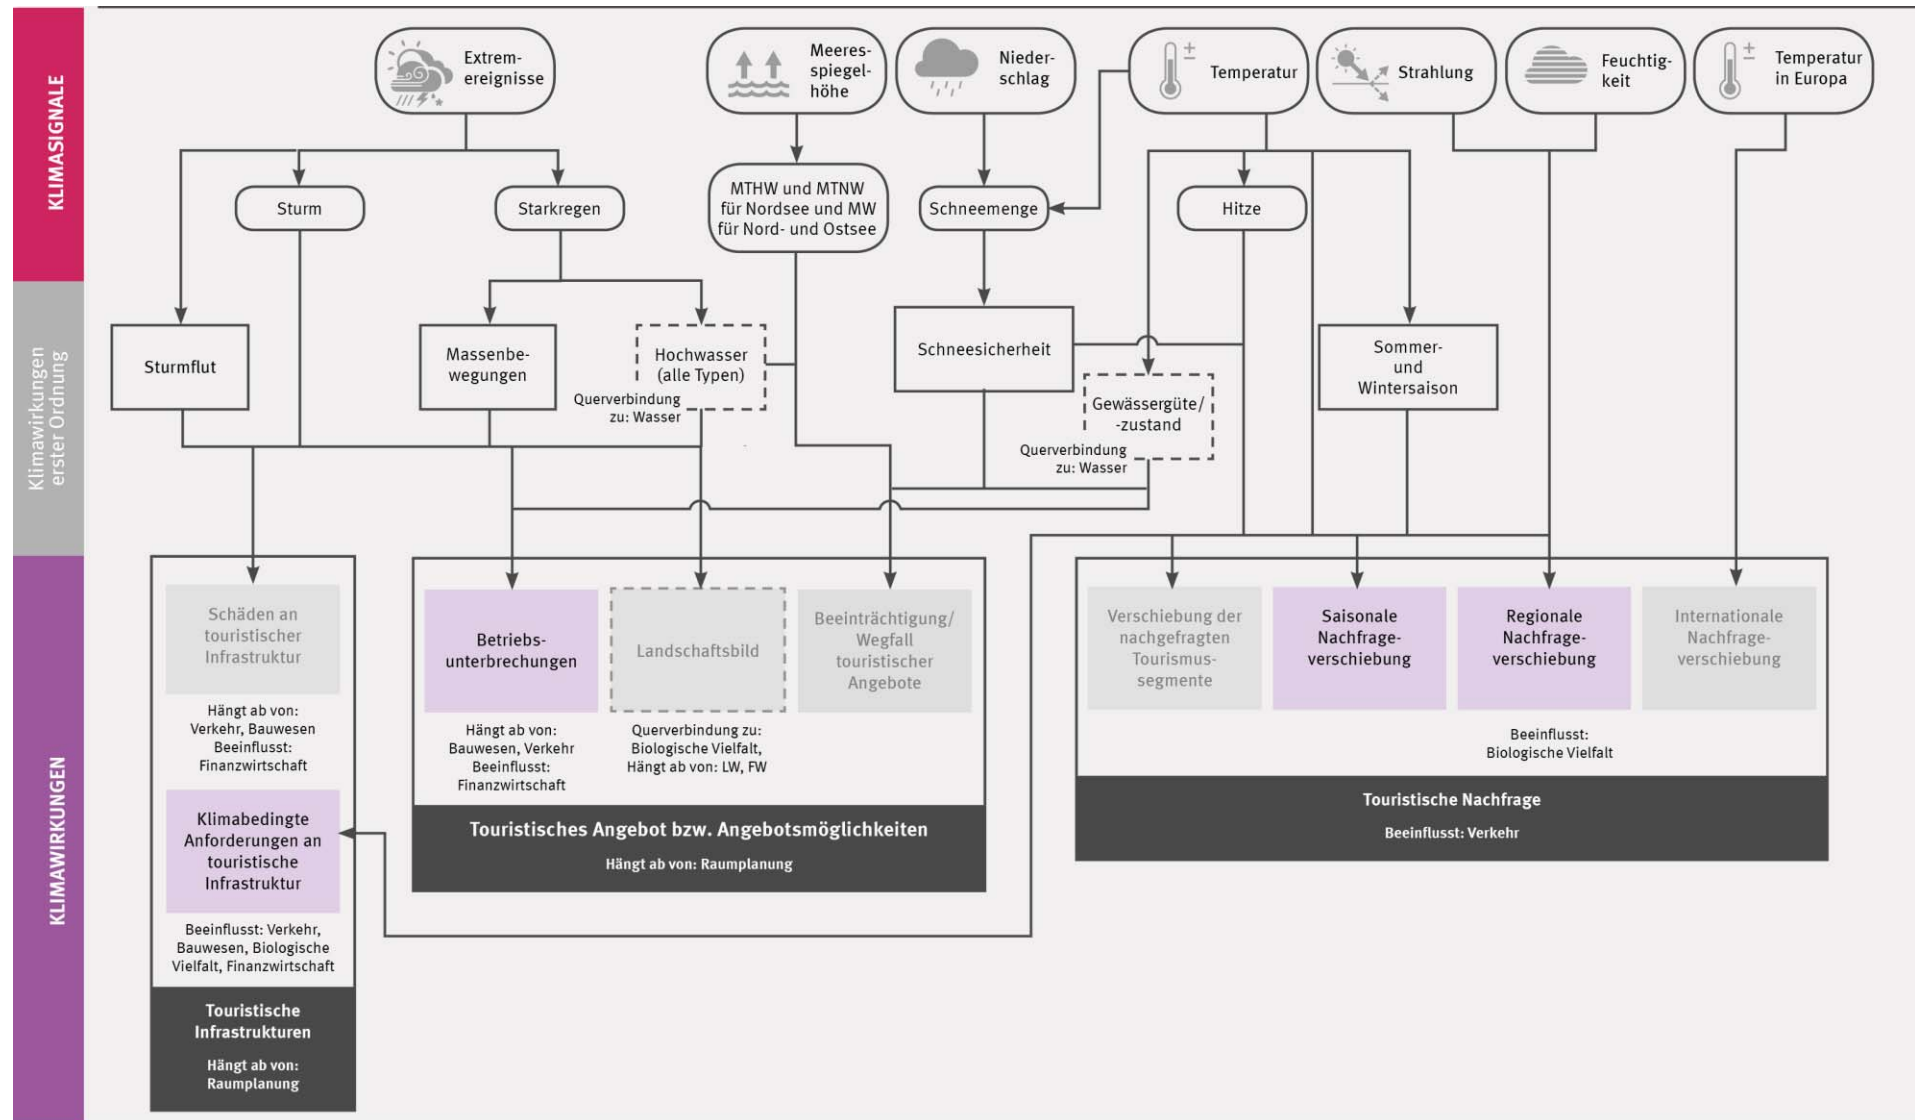 KLIMASIGNALE
Extrem-
ereignisse
Meeres-
spiegel-
höhe
Nieder-
schlag
±
Temperatur
Strahlung
Feuchtig-
keit
±
Temperatur
in Europa
Sturm
Starkregen
MTHW und MTNW
für Nordsee und MW
für Nord- und Ostsee
Schneemenge
Hitze
Klimawirkungen
erster Ordnung
Sturmflut
Massenbe-
wegungen
Hochwasser
(alle Typen)
Querverbindung
zu: Wasser
Schneesicherheit
Gewässergüte/
-zustand
Querverbindung
zu: Wasser
Sommer-
und
Wintersaison
KLIMAWIRKUNGEN
Schäden an
touristischer
Infrastruktur
Hängt ab von:
Verkehr, Bauwesen
Beeinflusst:
Finanzwirtschaft
Klimabedingte
Anforderungen an
touristische
Infrastruktur
Beeinflusst: Verkehr,
Bauwesen, Biologische
Vielfalt, Finanzwirtschaft
Touristische
Infrastrukturen
Hängt ab von:
Raumplanung
Betriebs-
unterbrechungen
Hängt ab von:
Bauwesen, Verkehr
Beeinflusst:
Finanzwirtschaft
Landschaftsbild
Querverbindung zu:
Biologische Vielfalt,
Hängt ab von: LW, FW
Beeinträchtigung/
Wegfall
touristischer
Angebote
Touristisches Angebot bzw. Angebotsmöglichkeiten
Hängt ab von: Raumplanung
Verschiebung der
nachgefragten
Tourismus-
segmente
Saisonale
Nachfrage-
verschiebung
Regionale
Nachfrage-
verschiebung
Beeinflusst:
Biologische Vielfalt
Internationale
Nachfrage-
verschiebung
Touristische Nachfrage
Beeinflusst: Verkehr